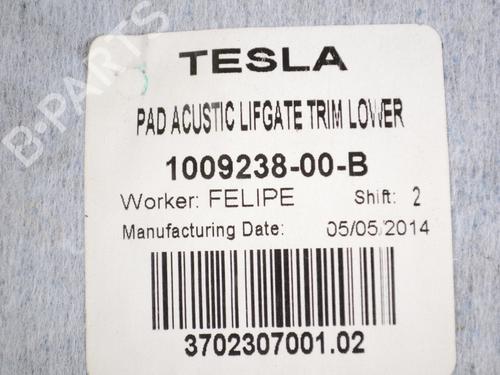 TESLA
PAD ACUSTIC LIFGATE TRIM LOWER
1009238-00-B
Worker: FELIPE Shift: 2
Manufacturing Date: 05/05/2014
3702307001.02
B-PARTS